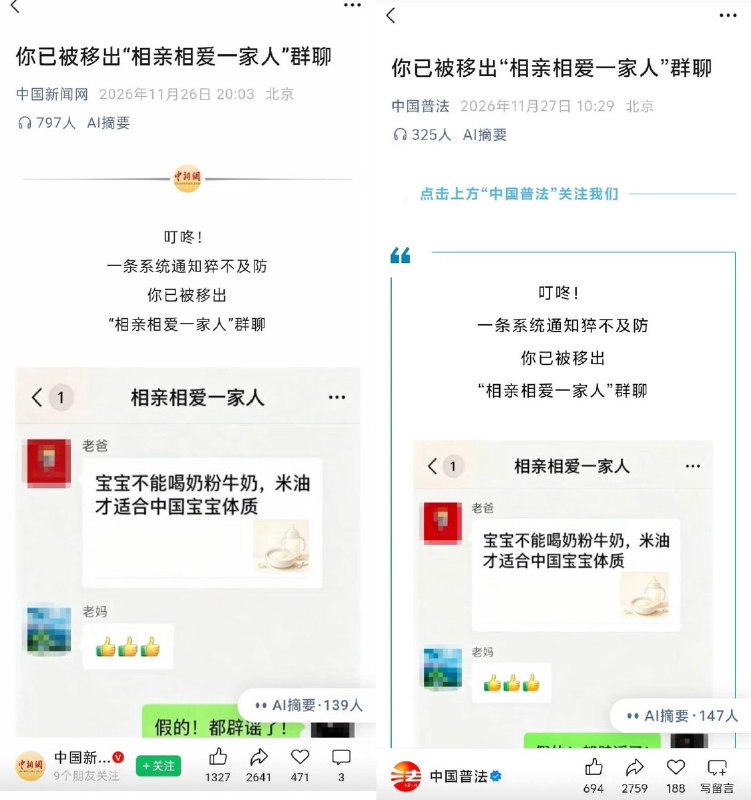 你已被移出“相亲相爱一家人”群聊
中国新闻网 2026年11月26日 20:03 北京
797人 AI摘要
中新網
叮咚！
一条系统通知猝不及防
你已被移出
“相亲相爱一家人”群聊
1 相亲相爱一家人
老爸
宝宝不能喝奶粉牛奶，米油
才适合中国宝宝体质
老妈
假的！都辟谣了！
AI摘要·139人
中新網
中国新...
9个朋友关注
+关注
1327 2641 471 3
你已被移出“相亲相爱一家人”群聊
中国普法 2026年11月27日 10:29 北京
325人 AI摘要
点击上方“中国普法”关注我们
叮咚！
一条系统通知猝不及防
你已被移出
“相亲相爱一家人”群聊
1 相亲相爱一家人
老爸
宝宝不能喝奶粉牛奶，米油
才适合中国宝宝体质
老妈
假的！都辟谣了！
AI摘要·147人
中国普法
694 2759 188 写留言